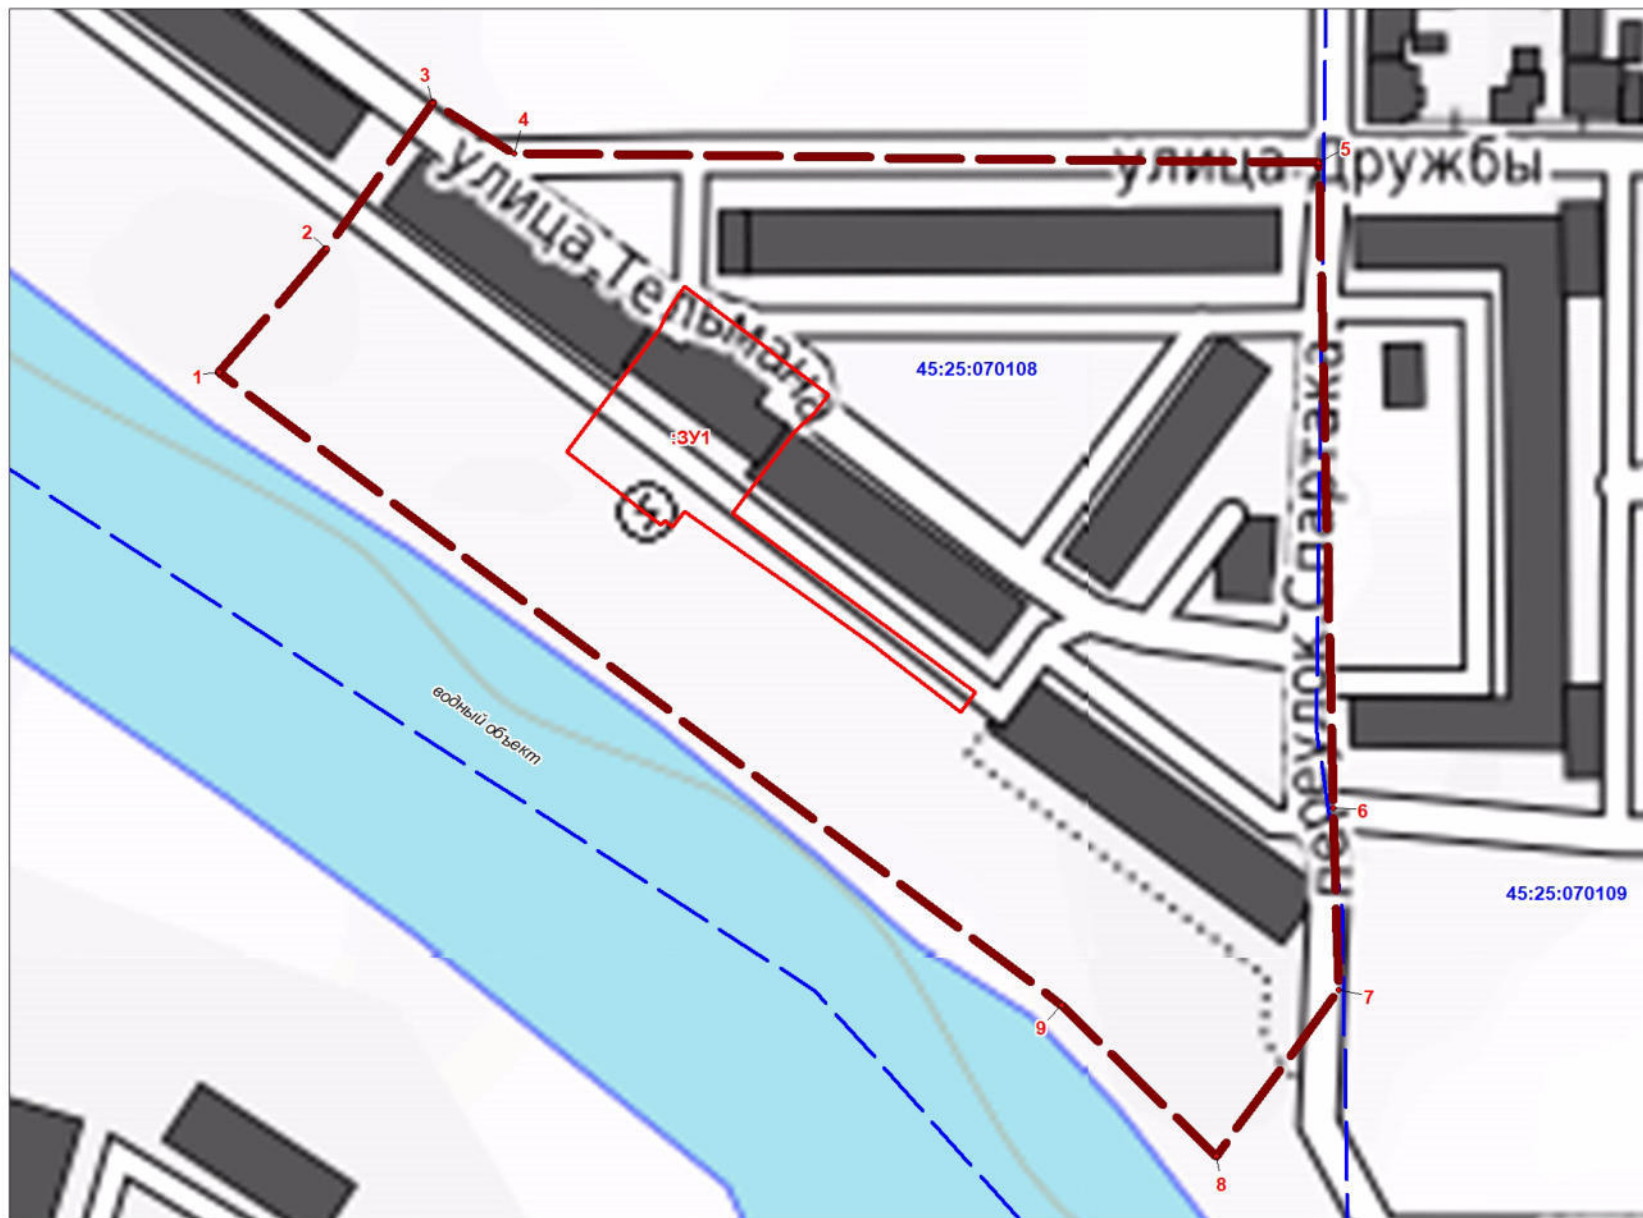 3
4
5
улица Дружбы
2
улица Тельмана
1
45:25:070108
:ЗУ1
переулок Спартака
водный объект
6
45:25:070109
7
9
8